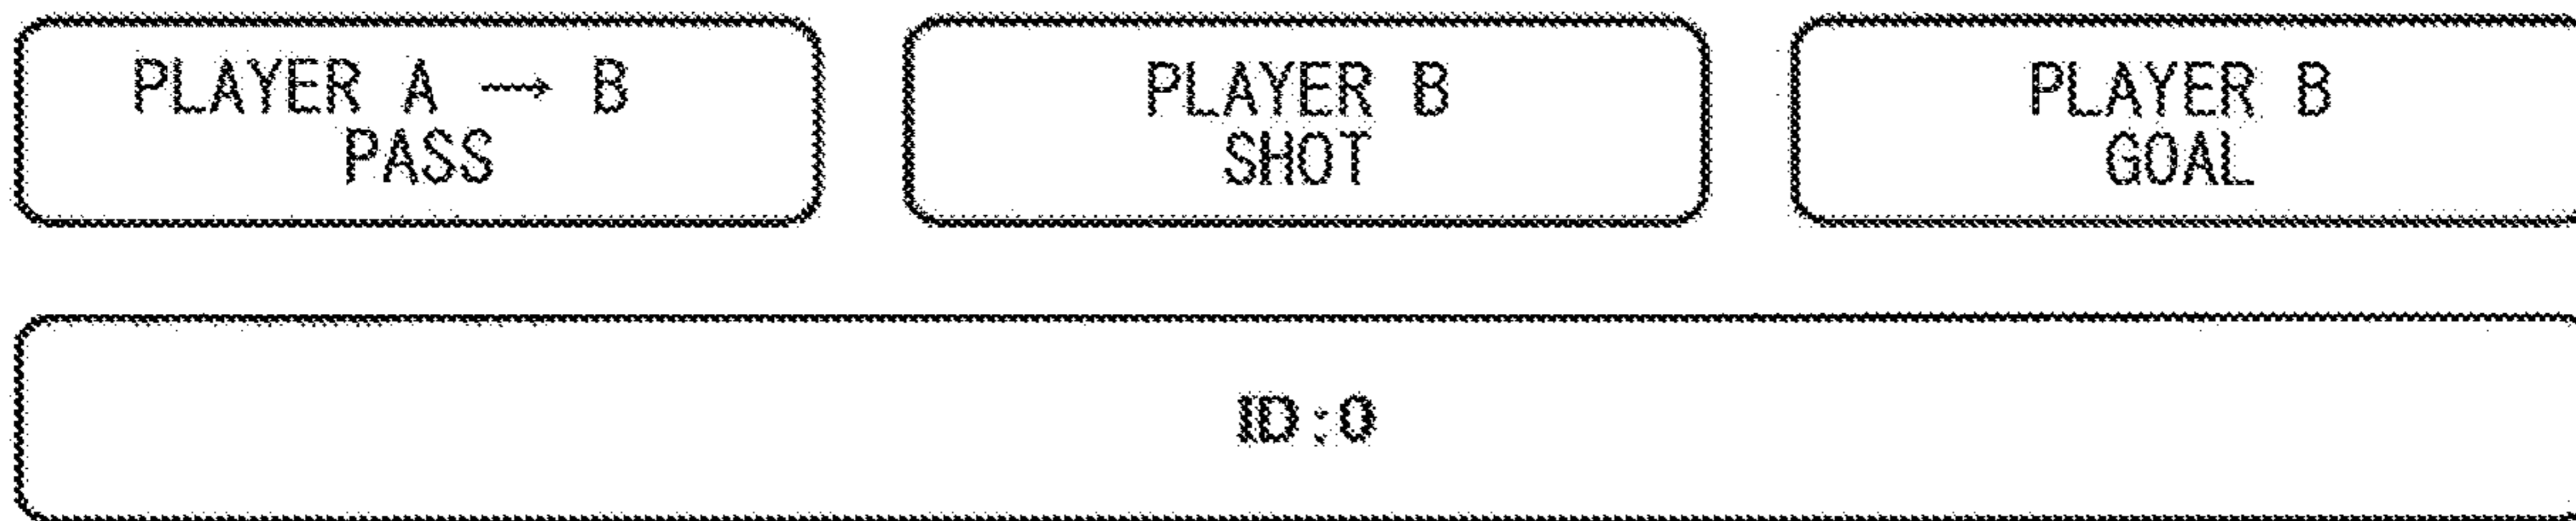 PLAYER A → B
PASS
PLAYER B
SHOT
PLAYER B
GOAL
ID:0